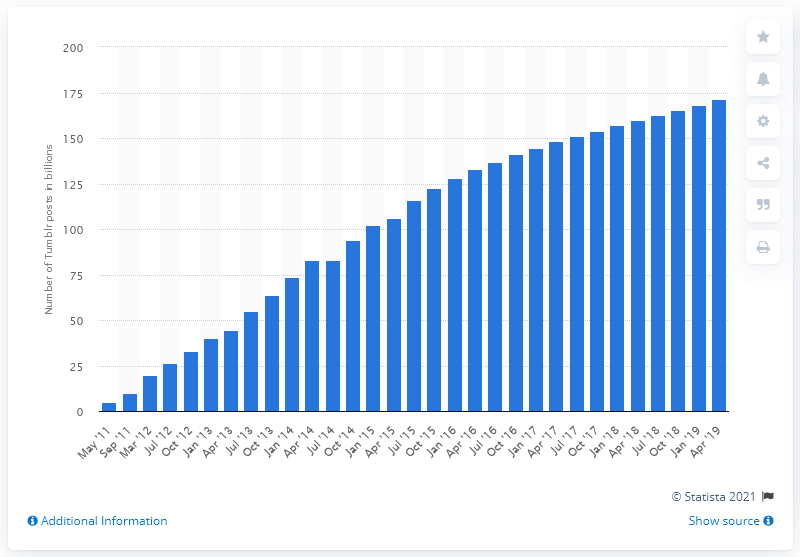 200
175
150
125
100
75
50
25
0
Number of Tumblr posts in billions
May '11
Sep '11
Mar '12
Jul '12
Oct '12
Jan '13
Apr '13
Jul '13
Oct '13
Jan '14
Apr '14
Jul '14
Oct '14
Jan '15
Apr '15
Jul '15
Oct '15
Jan '16
Apr '16
Jul '16
Oct '16
Jan '17
Apr '17
Jul '17
Oct '17
Jan '18
Apr '18
Jul '18
Oct '18
Jan '19
Apr '19
© Statista 2021
Additional Information
Show source